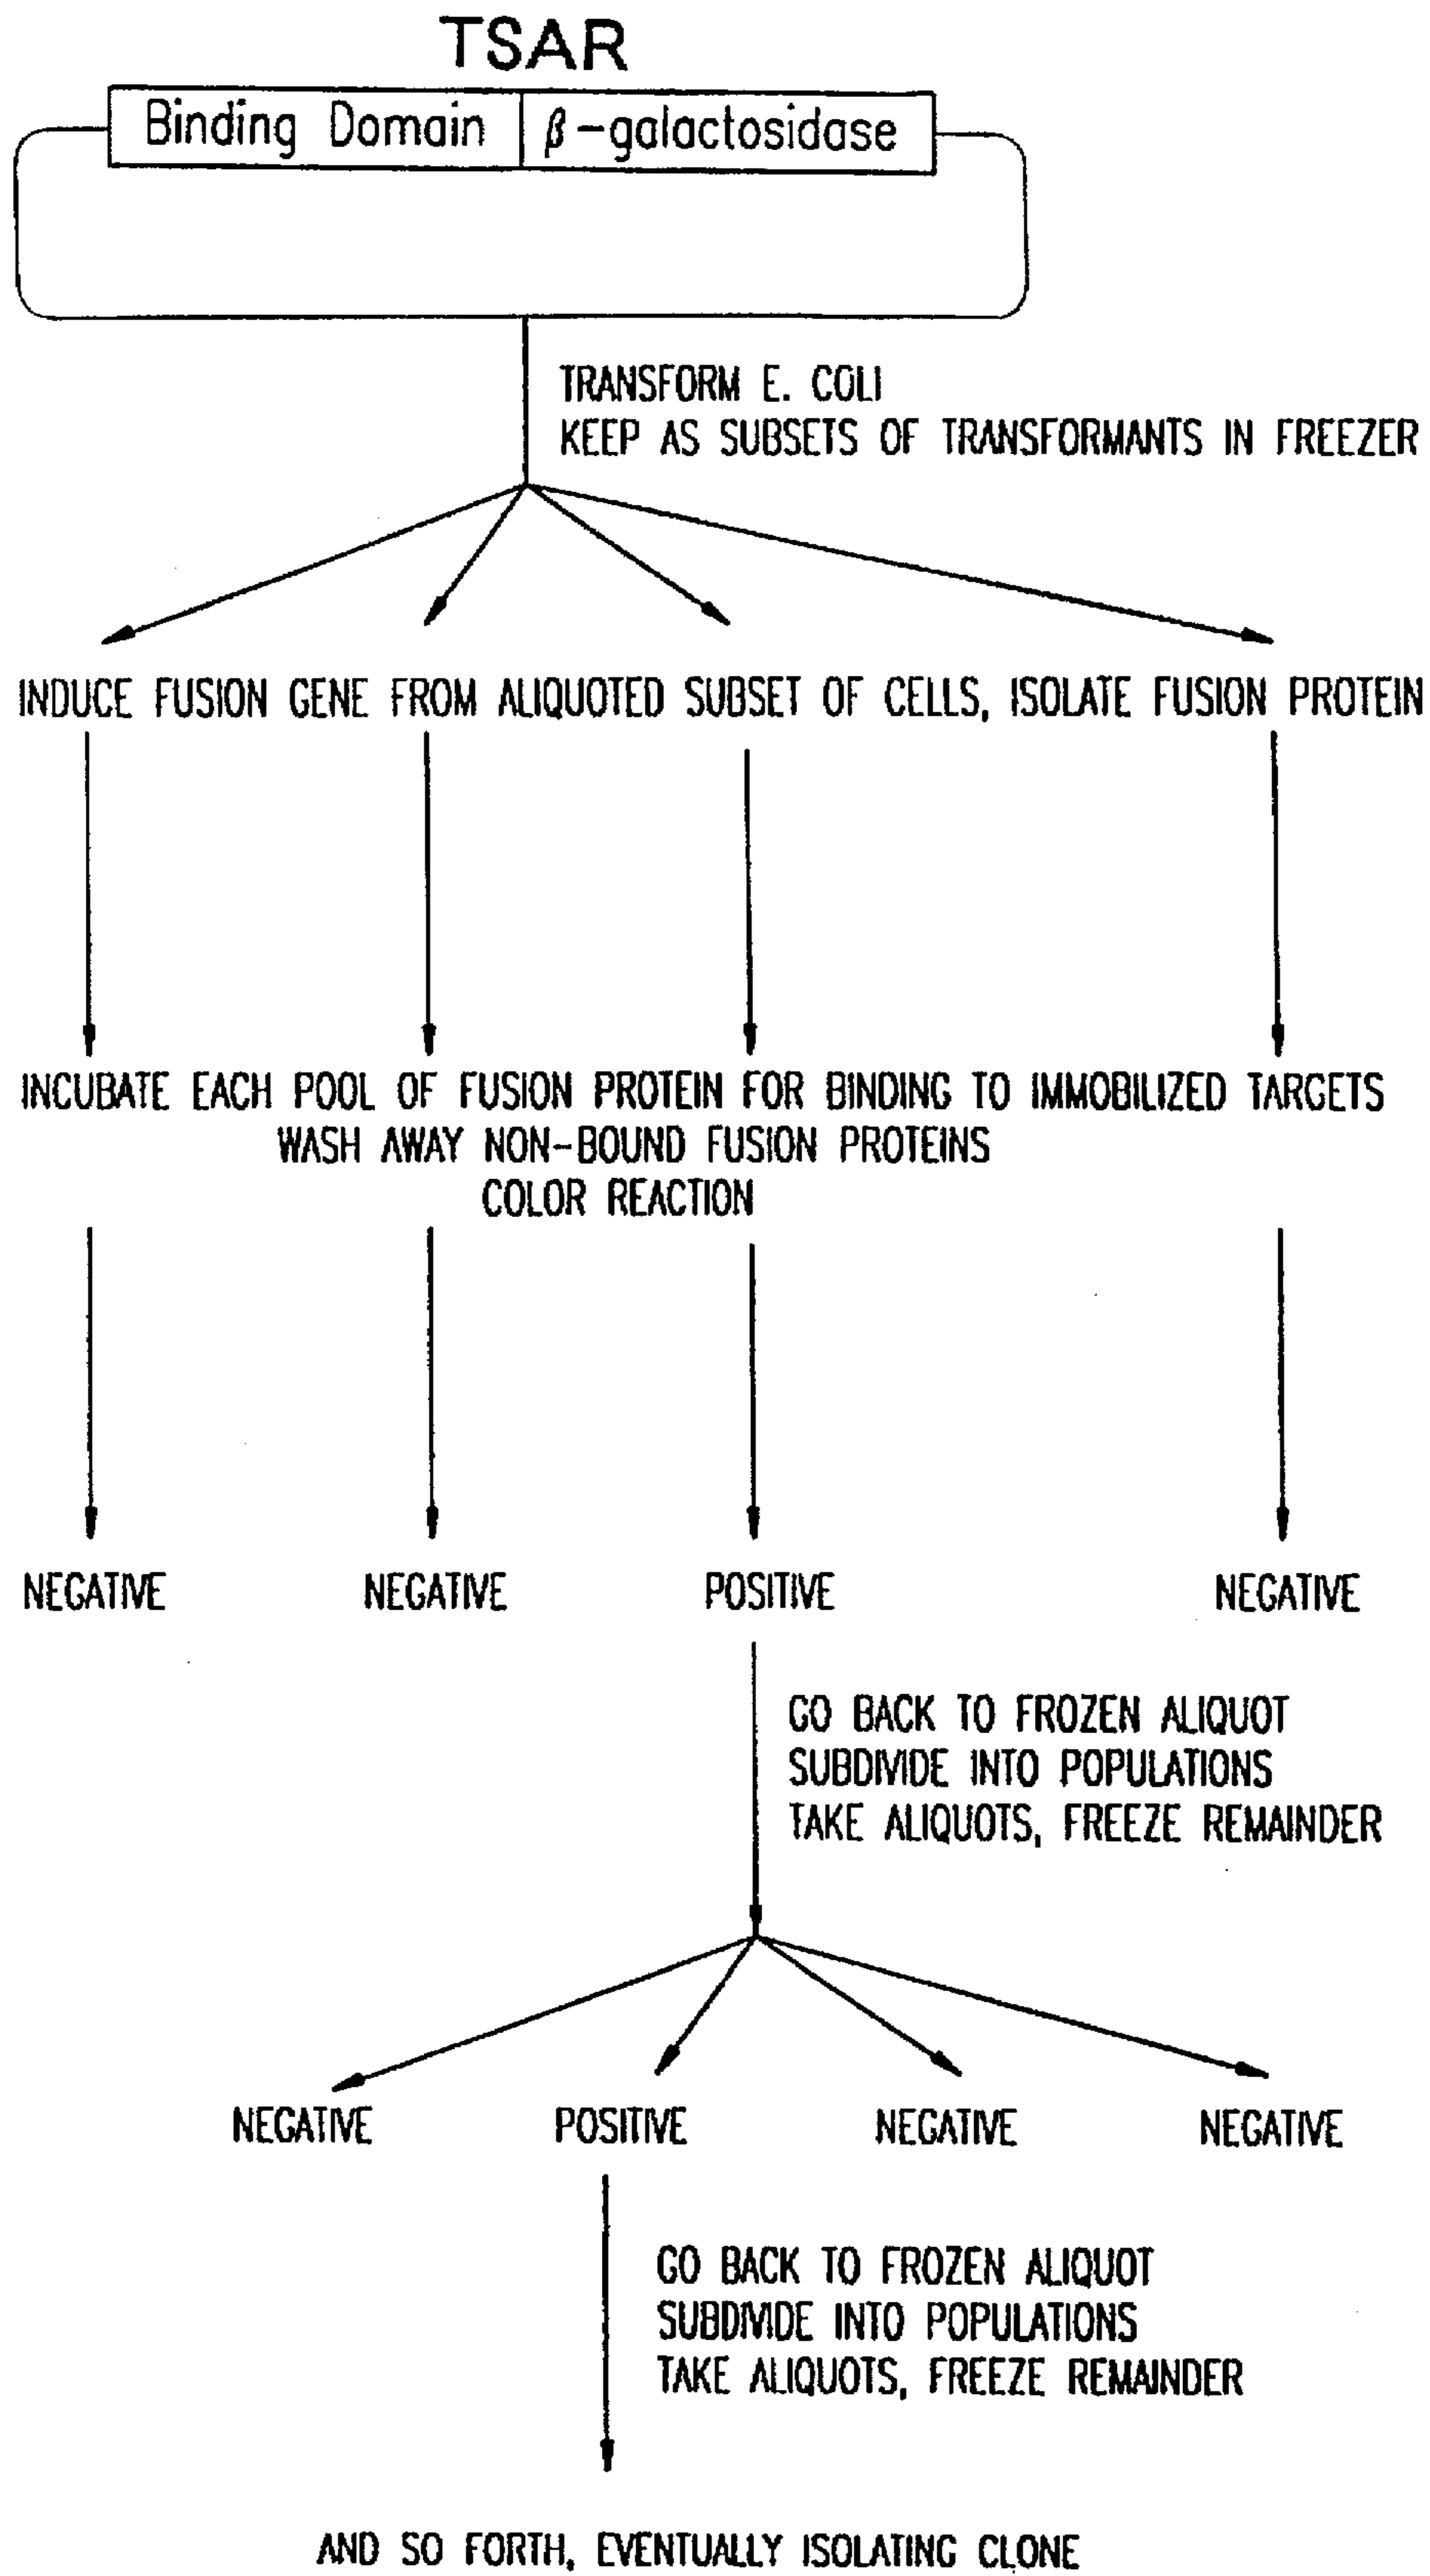 TSAR
Binding Domain β-galactosidase
TRANSFORM E. COLI
KEEP AS SUBSETS OF TRANSFORMANTS IN FREEZER
INDUCE FUSION GENE FROM ALIQUOTED SUBSET OF CELLS, ISOLATE FUSION PROTEIN
INCUBATE EACH POOL OF FUSION PROTEIN FOR BINDING TO IMMOBILIZED TARGETS
WASH AWAY NON-BOUND FUSION PROTEINS
COLOR REACTION
NEGATIVE NEGATIVE POSITIVE NEGATIVE
GO BACK TO FROZEN ALIQUOT
SUBDIVIDE INTO POPULATIONS
TAKE ALIQUOTS, FREEZE REMAINDER
NEGATIVE POSITIVE NEGATIVE NEGATIVE
GO BACK TO FROZEN ALIQUOT
SUBDIVIDE INTO POPULATIONS
TAKE ALIQUOTS, FREEZE REMAINDER
AND SO FORTH, EVENTUALLY ISOLATING CLONE